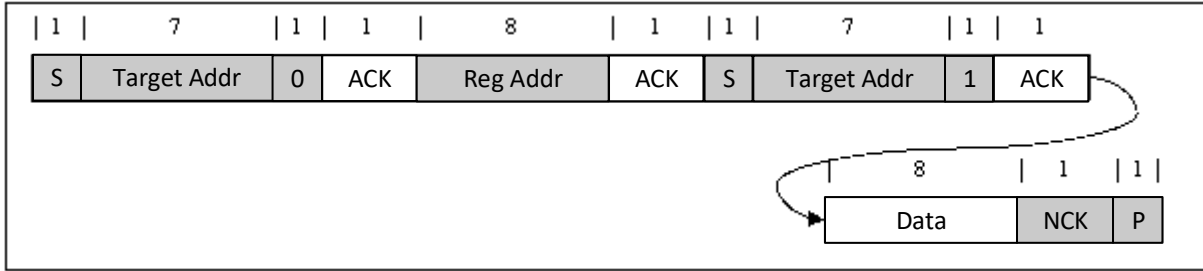 | 1 | 7 | 1 | 1 | 8 | 1 | 1 | 7 | 1 | 1
S Target Addr 0 ACK Reg Addr ACK S Target Addr 1 ACK
| 8 | 1 | 1 |
Data NCK P